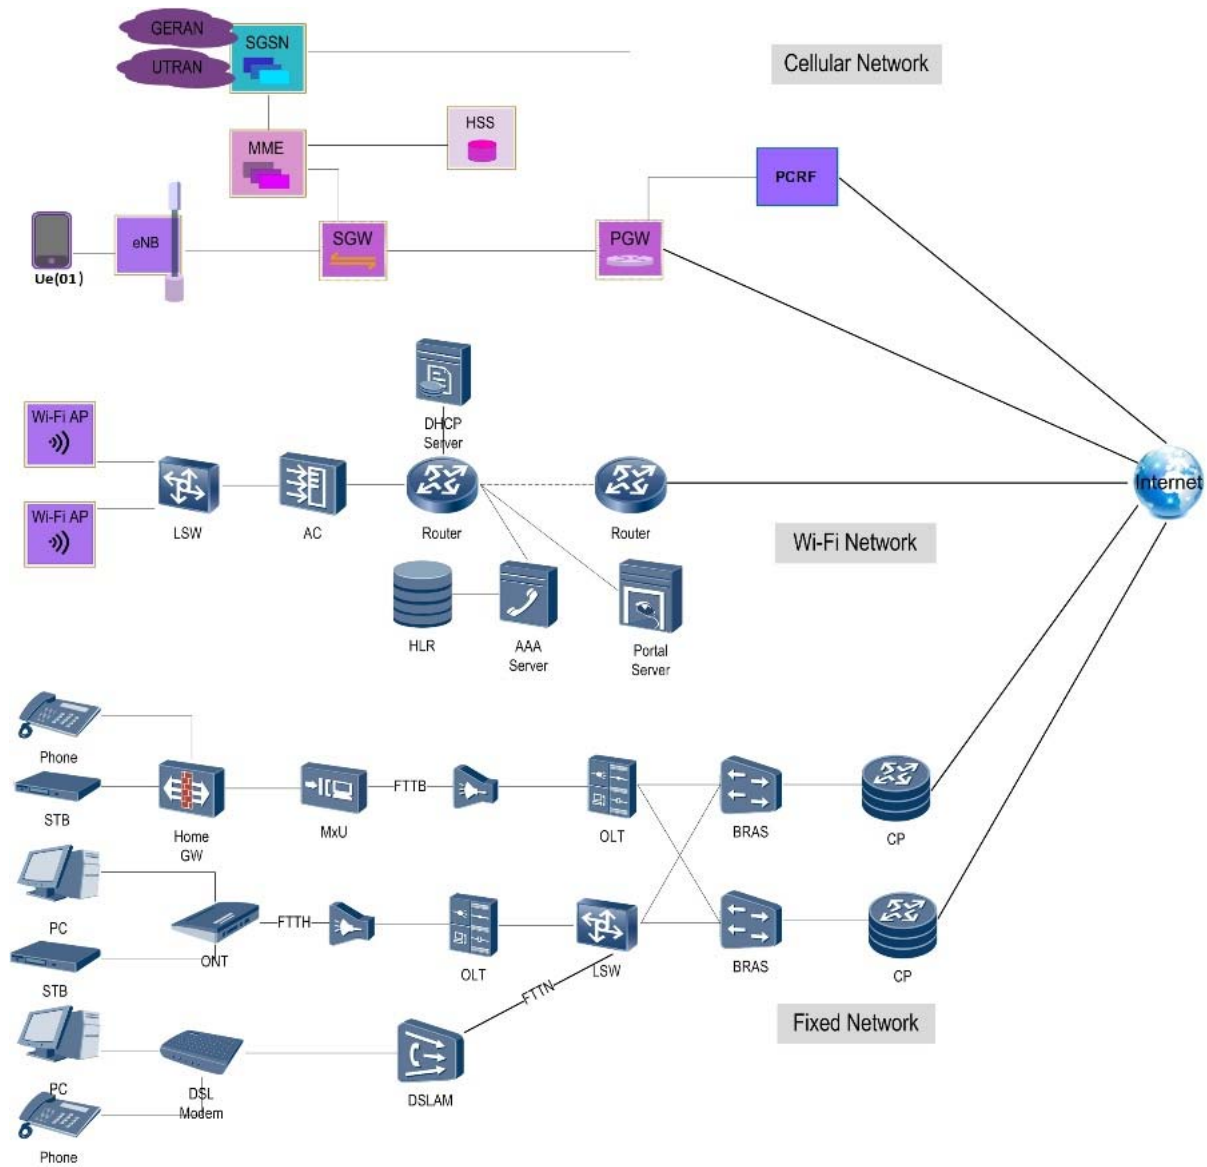 GERAN
SGSN
UTRAN
Cellular Network
HSS
MME
PCRF
eNB
SGW
PGW
Ue(01)
Wi-Fi AP
DHCP
Server
Internet
Wi-Fi AP
LSW
AC
Router
Router
Wi-Fi Network
HLR
AAA
Server
Portal
Server
Phone
STB
Home
GW
MxU
FTTB
OLT
BRAS
CP
PC
ONT
FTTH
OLT
LSW
BRAS
CP
STB
FTTN
Fixed Network
PC
DSL
Modem
DSLAM
Phone